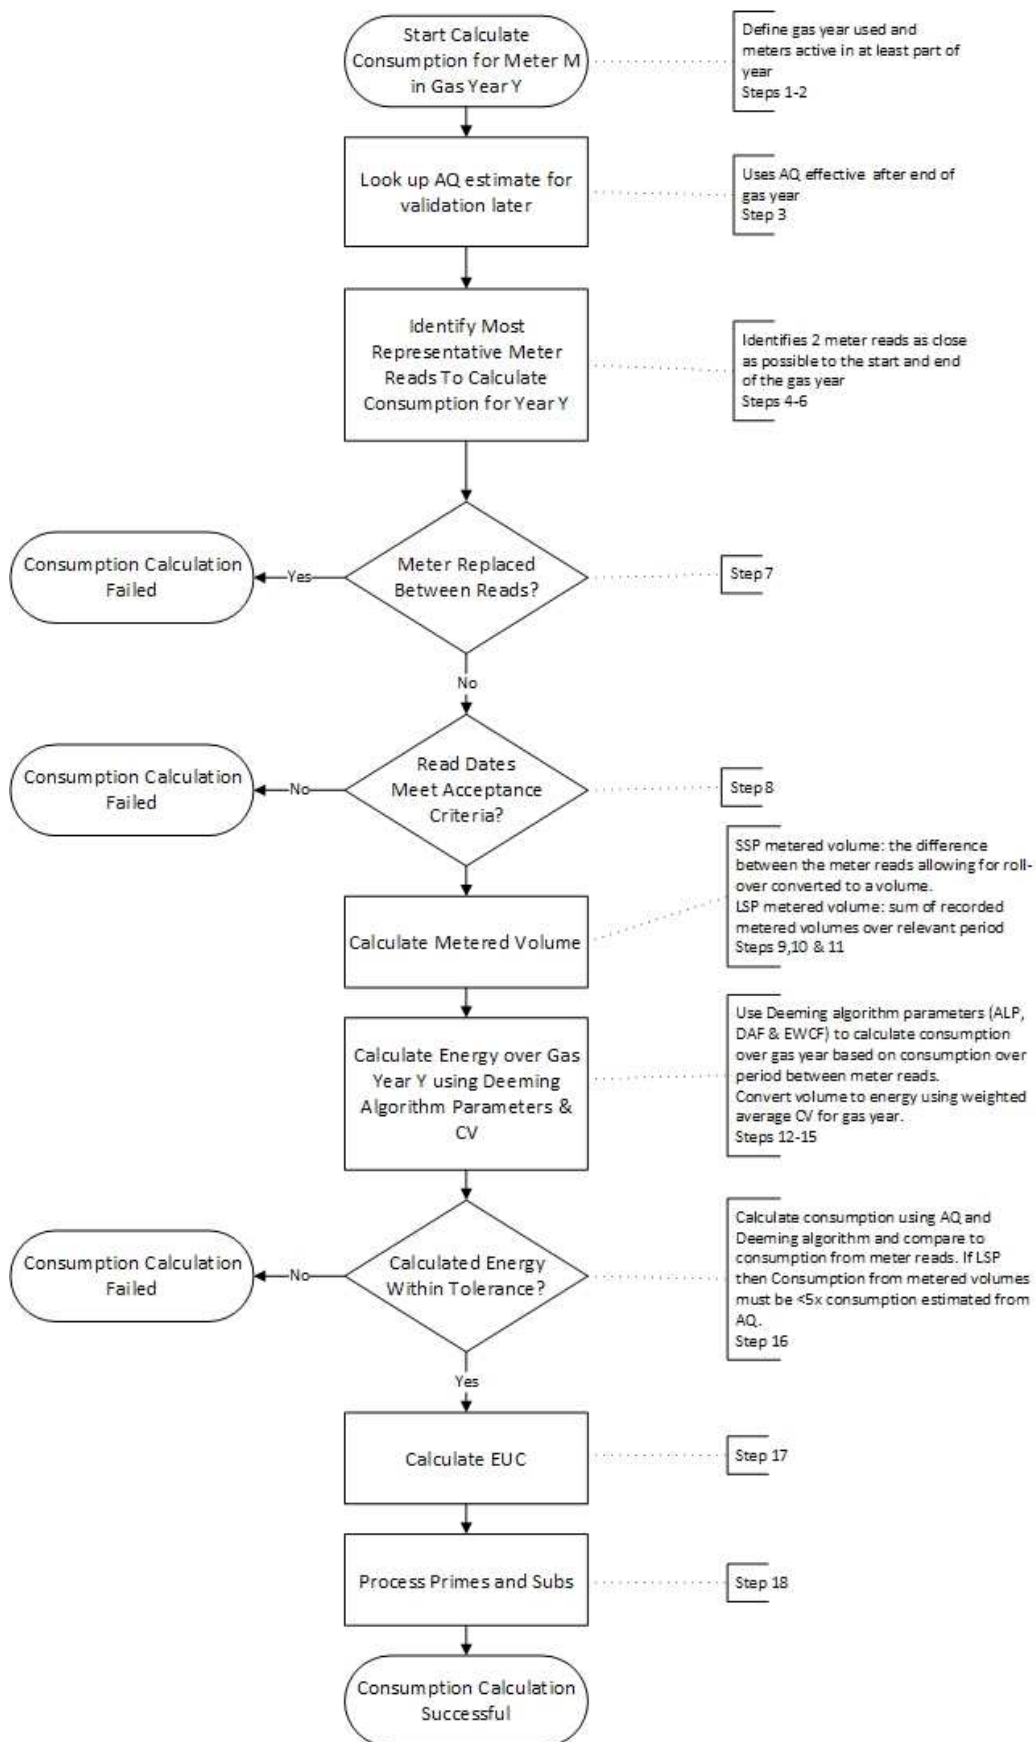 Start Calculate
Consumption for Meter M
in Gas Year Y
Define gas year used and
meters active in at least part of
year
Steps 1-2
Look up AQ estimate for
validation later
Uses AQ effective after end of
gas year
Step 3
Identify Most
Representative Meter
Reads To Calculate
Consumption for Year Y
Identifies 2 meter reads as close
as possible to the start and end
of the gas year
Steps 4-6
Consumption Calculation
Failed
Yes
Meter Replaced
Between Reads?
Step 7
No
Consumption Calculation
Failed
No
Read Dates
Meet Acceptance
Criteria?
Step 8
Calculate Metered Volume
SSP metered volume: the difference
between the meter reads allowing for roll-
over converted to a volume.
LSP metered volume: sum of recorded
metered volumes over relevant period
Steps 9,10 & 11
Calculate Energy over Gas
Year Y using Deeming
Algorithm Parameters &
CV
Use Deeming algorithm parameters (ALP,
DAF & EWCF) to calculate consumption
over gas year based on consumption over
period between meter reads.
Convert volume to energy using weighted
average CV for gas year.
Steps 12-15
Consumption Calculation
Failed
No
Calculated Energy
Within Tolerance?
Calculate consumption using AQ and
Deeming algorithm and compare to
consumption from meter reads. If LSP
then Consumption from metered volumes
must be <5x consumption estimated from
AQ.
Step 16
Yes
Calculate EUC
Step 17
Process Primes and Subs
Step 18
Consumption Calculation
Successful